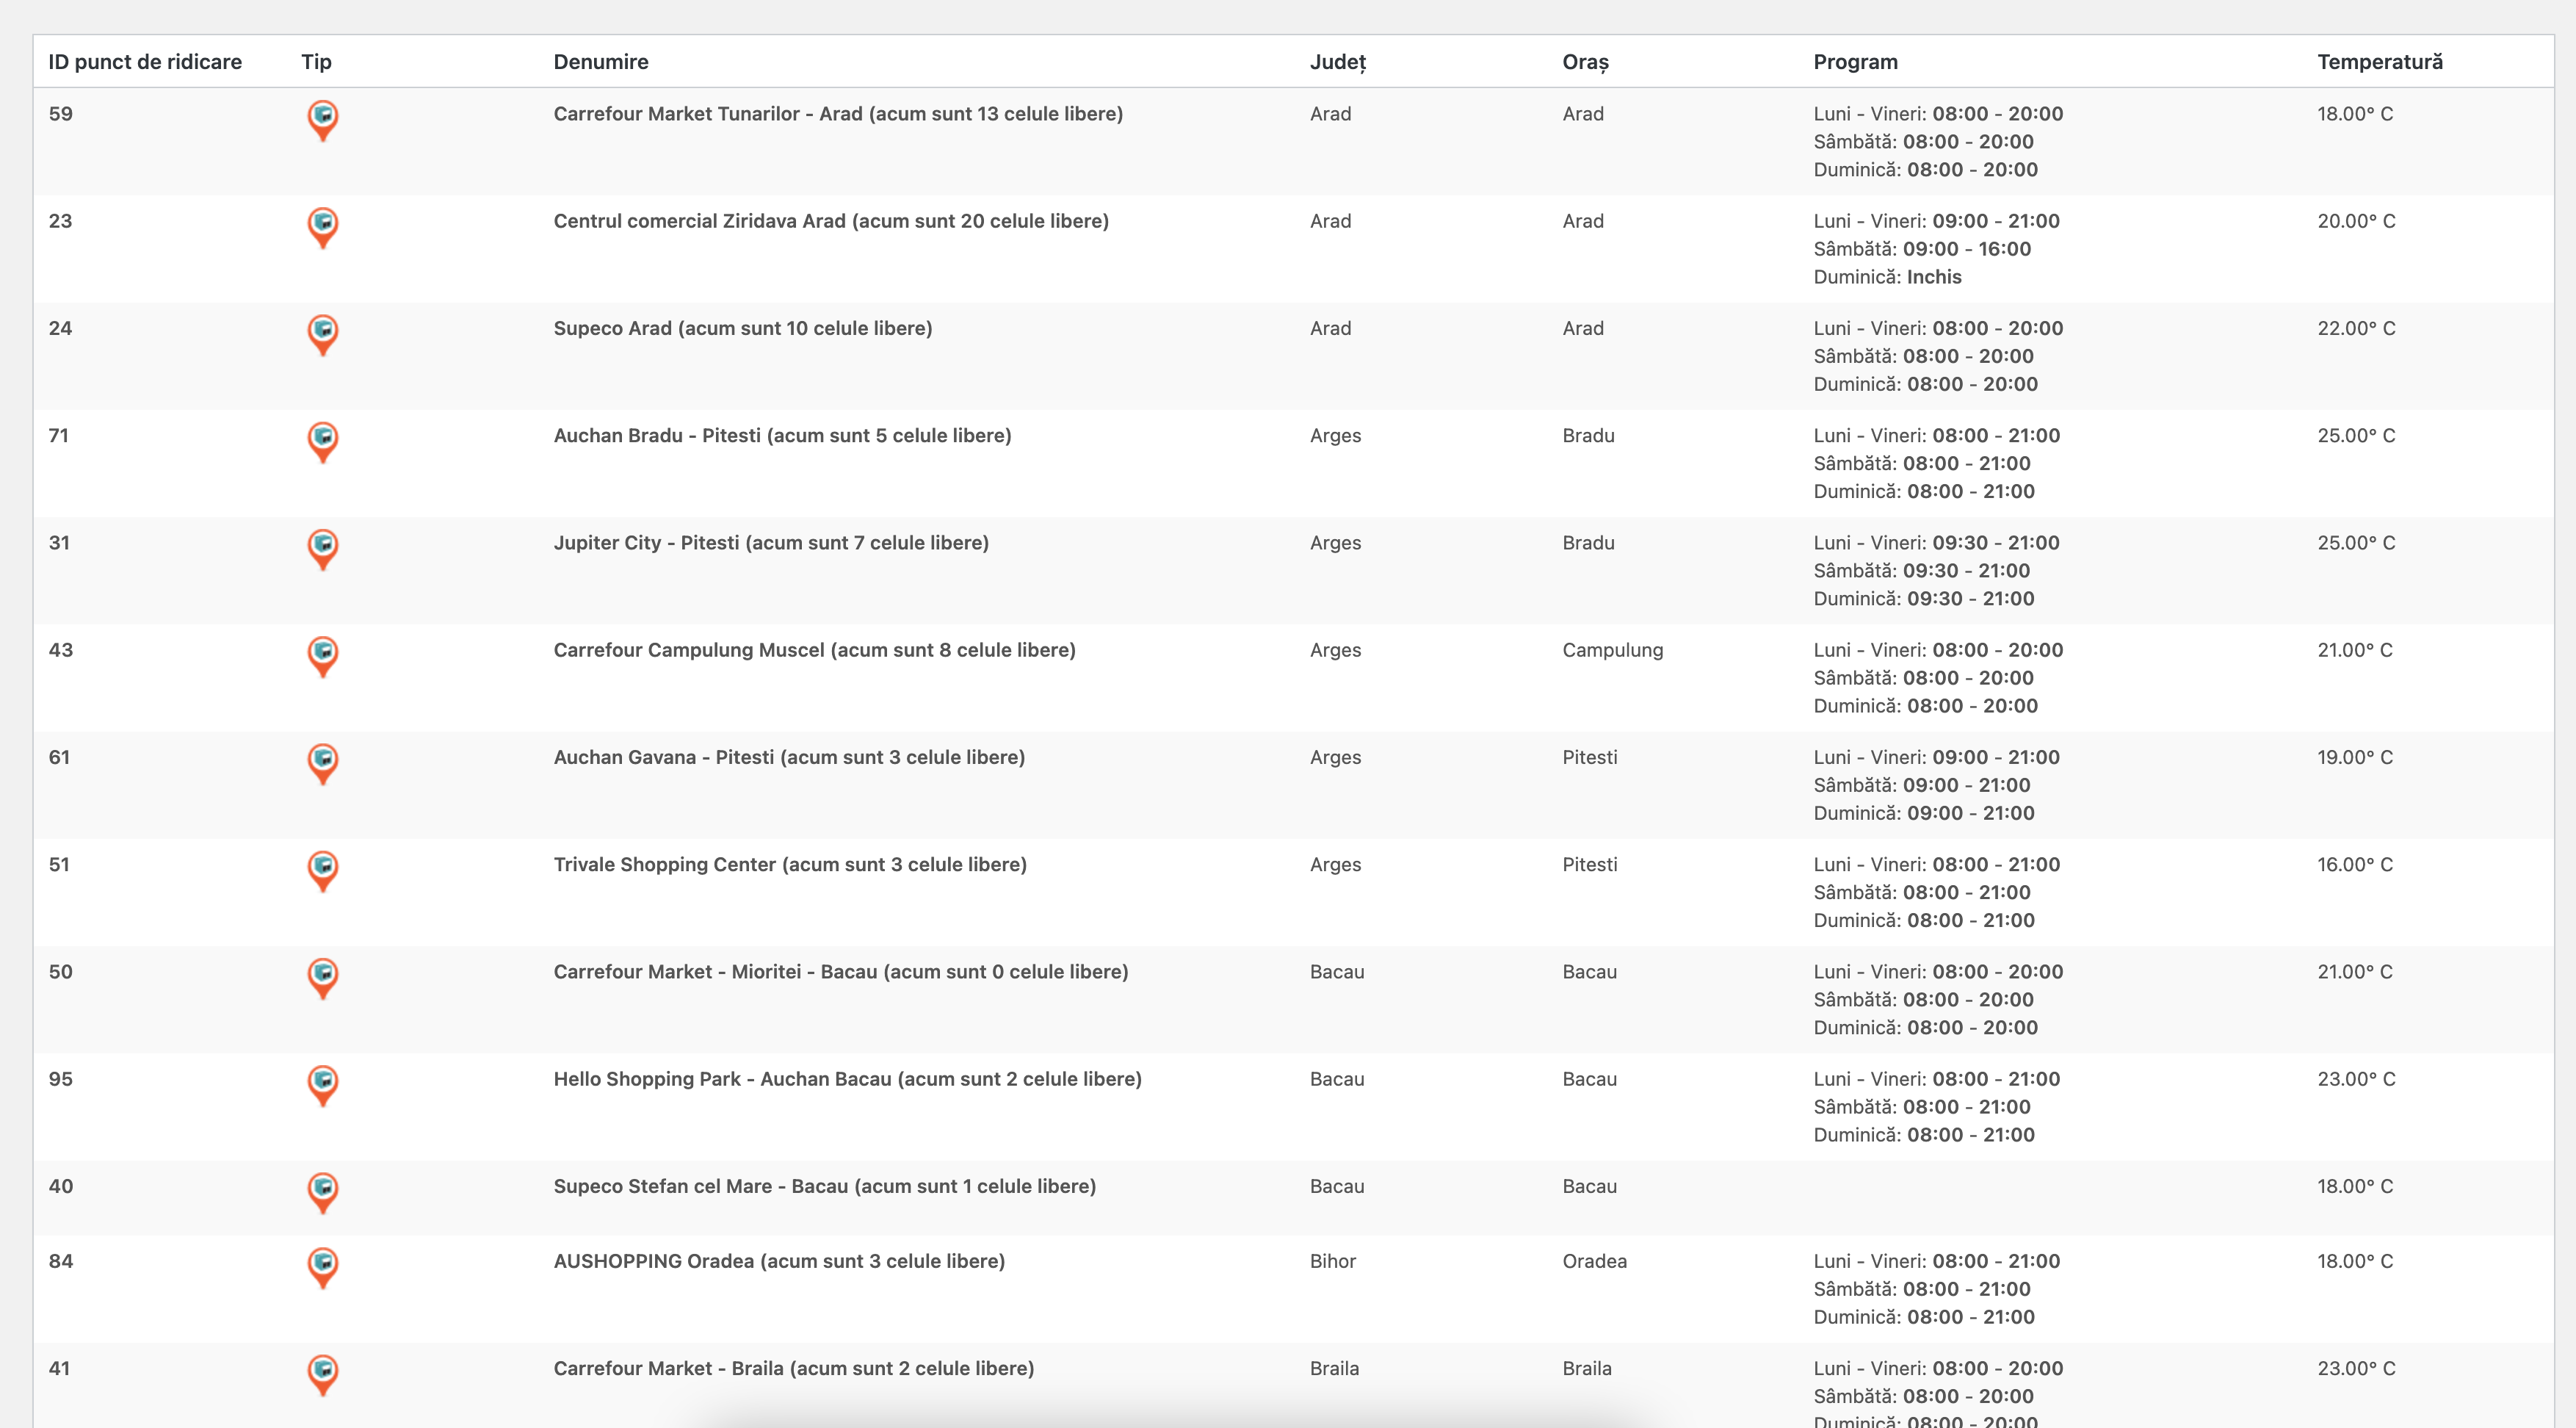 ID punct de ridicare Tip Denumire Județ Oraș Program Temperatură
59 Carrefour Market Tunarilor - Arad (acum sunt 13 celule libere) Arad Arad Luni - Vineri: 08:00 - 20:00 18.00° C
Sâmbătă: 08:00 - 20:00
Duminică: 08:00 - 20:00
23 Centrul comercial Ziridava Arad (acum sunt 20 celule libere) Arad Arad Luni - Vineri: 09:00 - 21:00 20.00° C
Sâmbătă: 09:00 - 16:00
Duminică: Inchis
24 Supeco Arad (acum sunt 10 celule libere) Arad Arad Luni - Vineri: 08:00 - 20:00 22.00° C
Sâmbătă: 08:00 - 20:00
Duminică: 08:00 - 20:00
71 Auchan Bradu - Pitesti (acum sunt 5 celule libere) Arges Bradu Luni - Vineri: 08:00 - 21:00 25.00° C
Sâmbătă: 08:00 - 21:00
Duminică: 08:00 - 21:00
31 Jupiter City - Pitesti (acum sunt 7 celule libere) Arges Bradu Luni - Vineri: 09:30 - 21:00 25.00° C
Sâmbătă: 09:30 - 21:00
Duminică: 09:30 - 21:00
43 Carrefour Campulung Muscel (acum sunt 8 celule libere) Arges Campulung Luni - Vineri: 08:00 - 20:00 21.00° C
Sâmbătă: 08:00 - 20:00
Duminică: 08:00 - 20:00
61 Auchan Gavana - Pitesti (acum sunt 3 celule libere) Arges Pitesti Luni - Vineri: 09:00 - 21:00 19.00° C
Sâmbătă: 09:00 - 21:00
Duminică: 09:00 - 21:00
51 Trivale Shopping Center (acum sunt 3 celule libere) Arges Pitesti Luni - Vineri: 08:00 - 21:00 16.00° C
Sâmbătă: 08:00 - 21:00
Duminică: 08:00 - 21:00
50 Carrefour Market - Mioritei - Bacau (acum sunt 0 celule libere) Bacau Bacau Luni - Vineri: 08:00 - 20:00 21.00° C
Sâmbătă: 08:00 - 20:00
Duminică: 08:00 - 20:00
95 Hello Shopping Park - Auchan Bacau (acum sunt 2 celule libere) Bacau Bacau Luni - Vineri: 08:00 - 21:00 23.00° C
Sâmbătă: 08:00 - 21:00
Duminică: 08:00 - 21:00
40 Supeco Stefan cel Mare - Bacau (acum sunt 1 celule libere) Bacau Bacau 18.00° C
84 AUSHOPPING Oradea (acum sunt 3 celule libere) Bihor Oradea Luni - Vineri: 08:00 - 21:00 18.00° C
Sâmbătă: 08:00 - 21:00
Duminică: 08:00 - 21:00
41 Carrefour Market - Braila (acum sunt 2 celule libere) Braila Braila Luni - Vineri: 08:00 - 20:00 23.00° C
Sâmbătă: 08:00 - 20:00
Duminică: 08:00 - 20:00